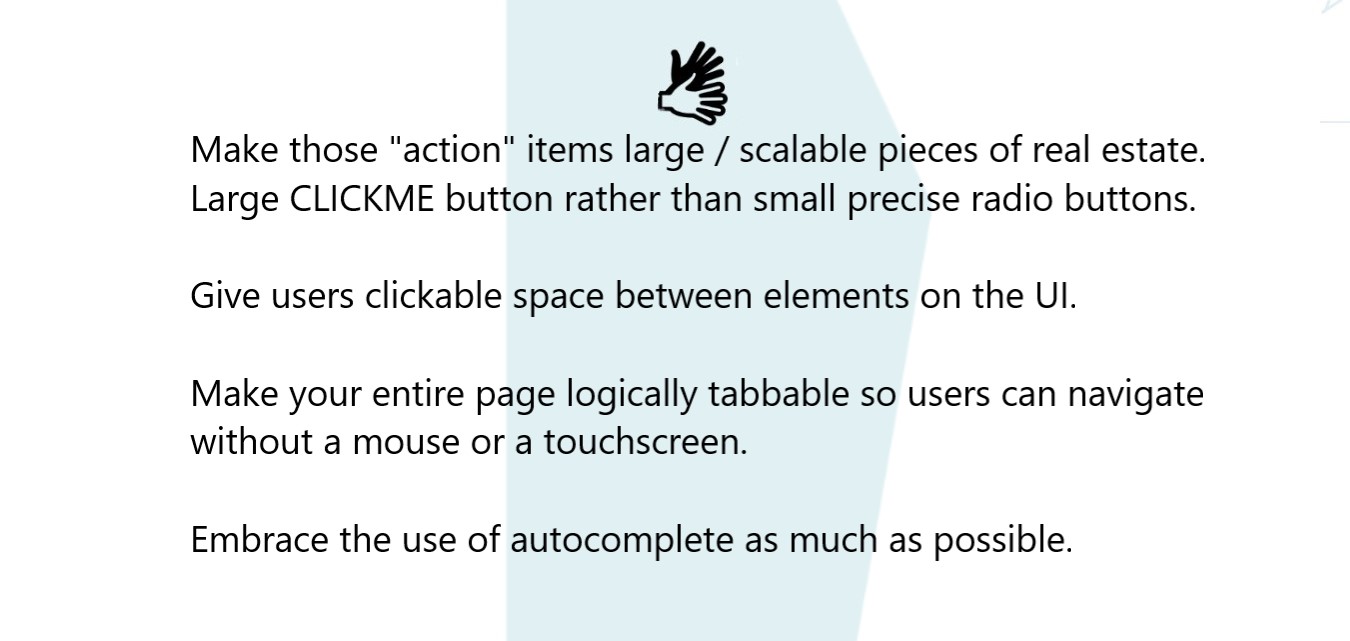 Make those "action" items large / scalable pieces of real estate.
Large CLICKME button rather than small precise radio buttons.
Give users clickable space between elements on the UI.
Make your entire page logically tabbable so users can navigate
without a mouse or a touchscreen.
Embrace the use of autocomplete as much as possible.